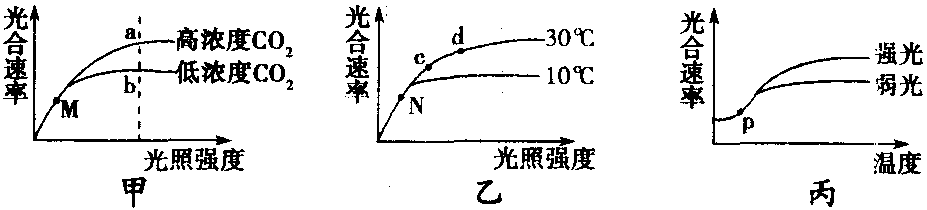 光合速率
a
高浓度CO₂
低浓度CO₂
b
M
光照强度
甲
光合速率
c
d
30℃
10℃
N
光照强度
乙
光合速率
强光
弱光
p
温度
丙